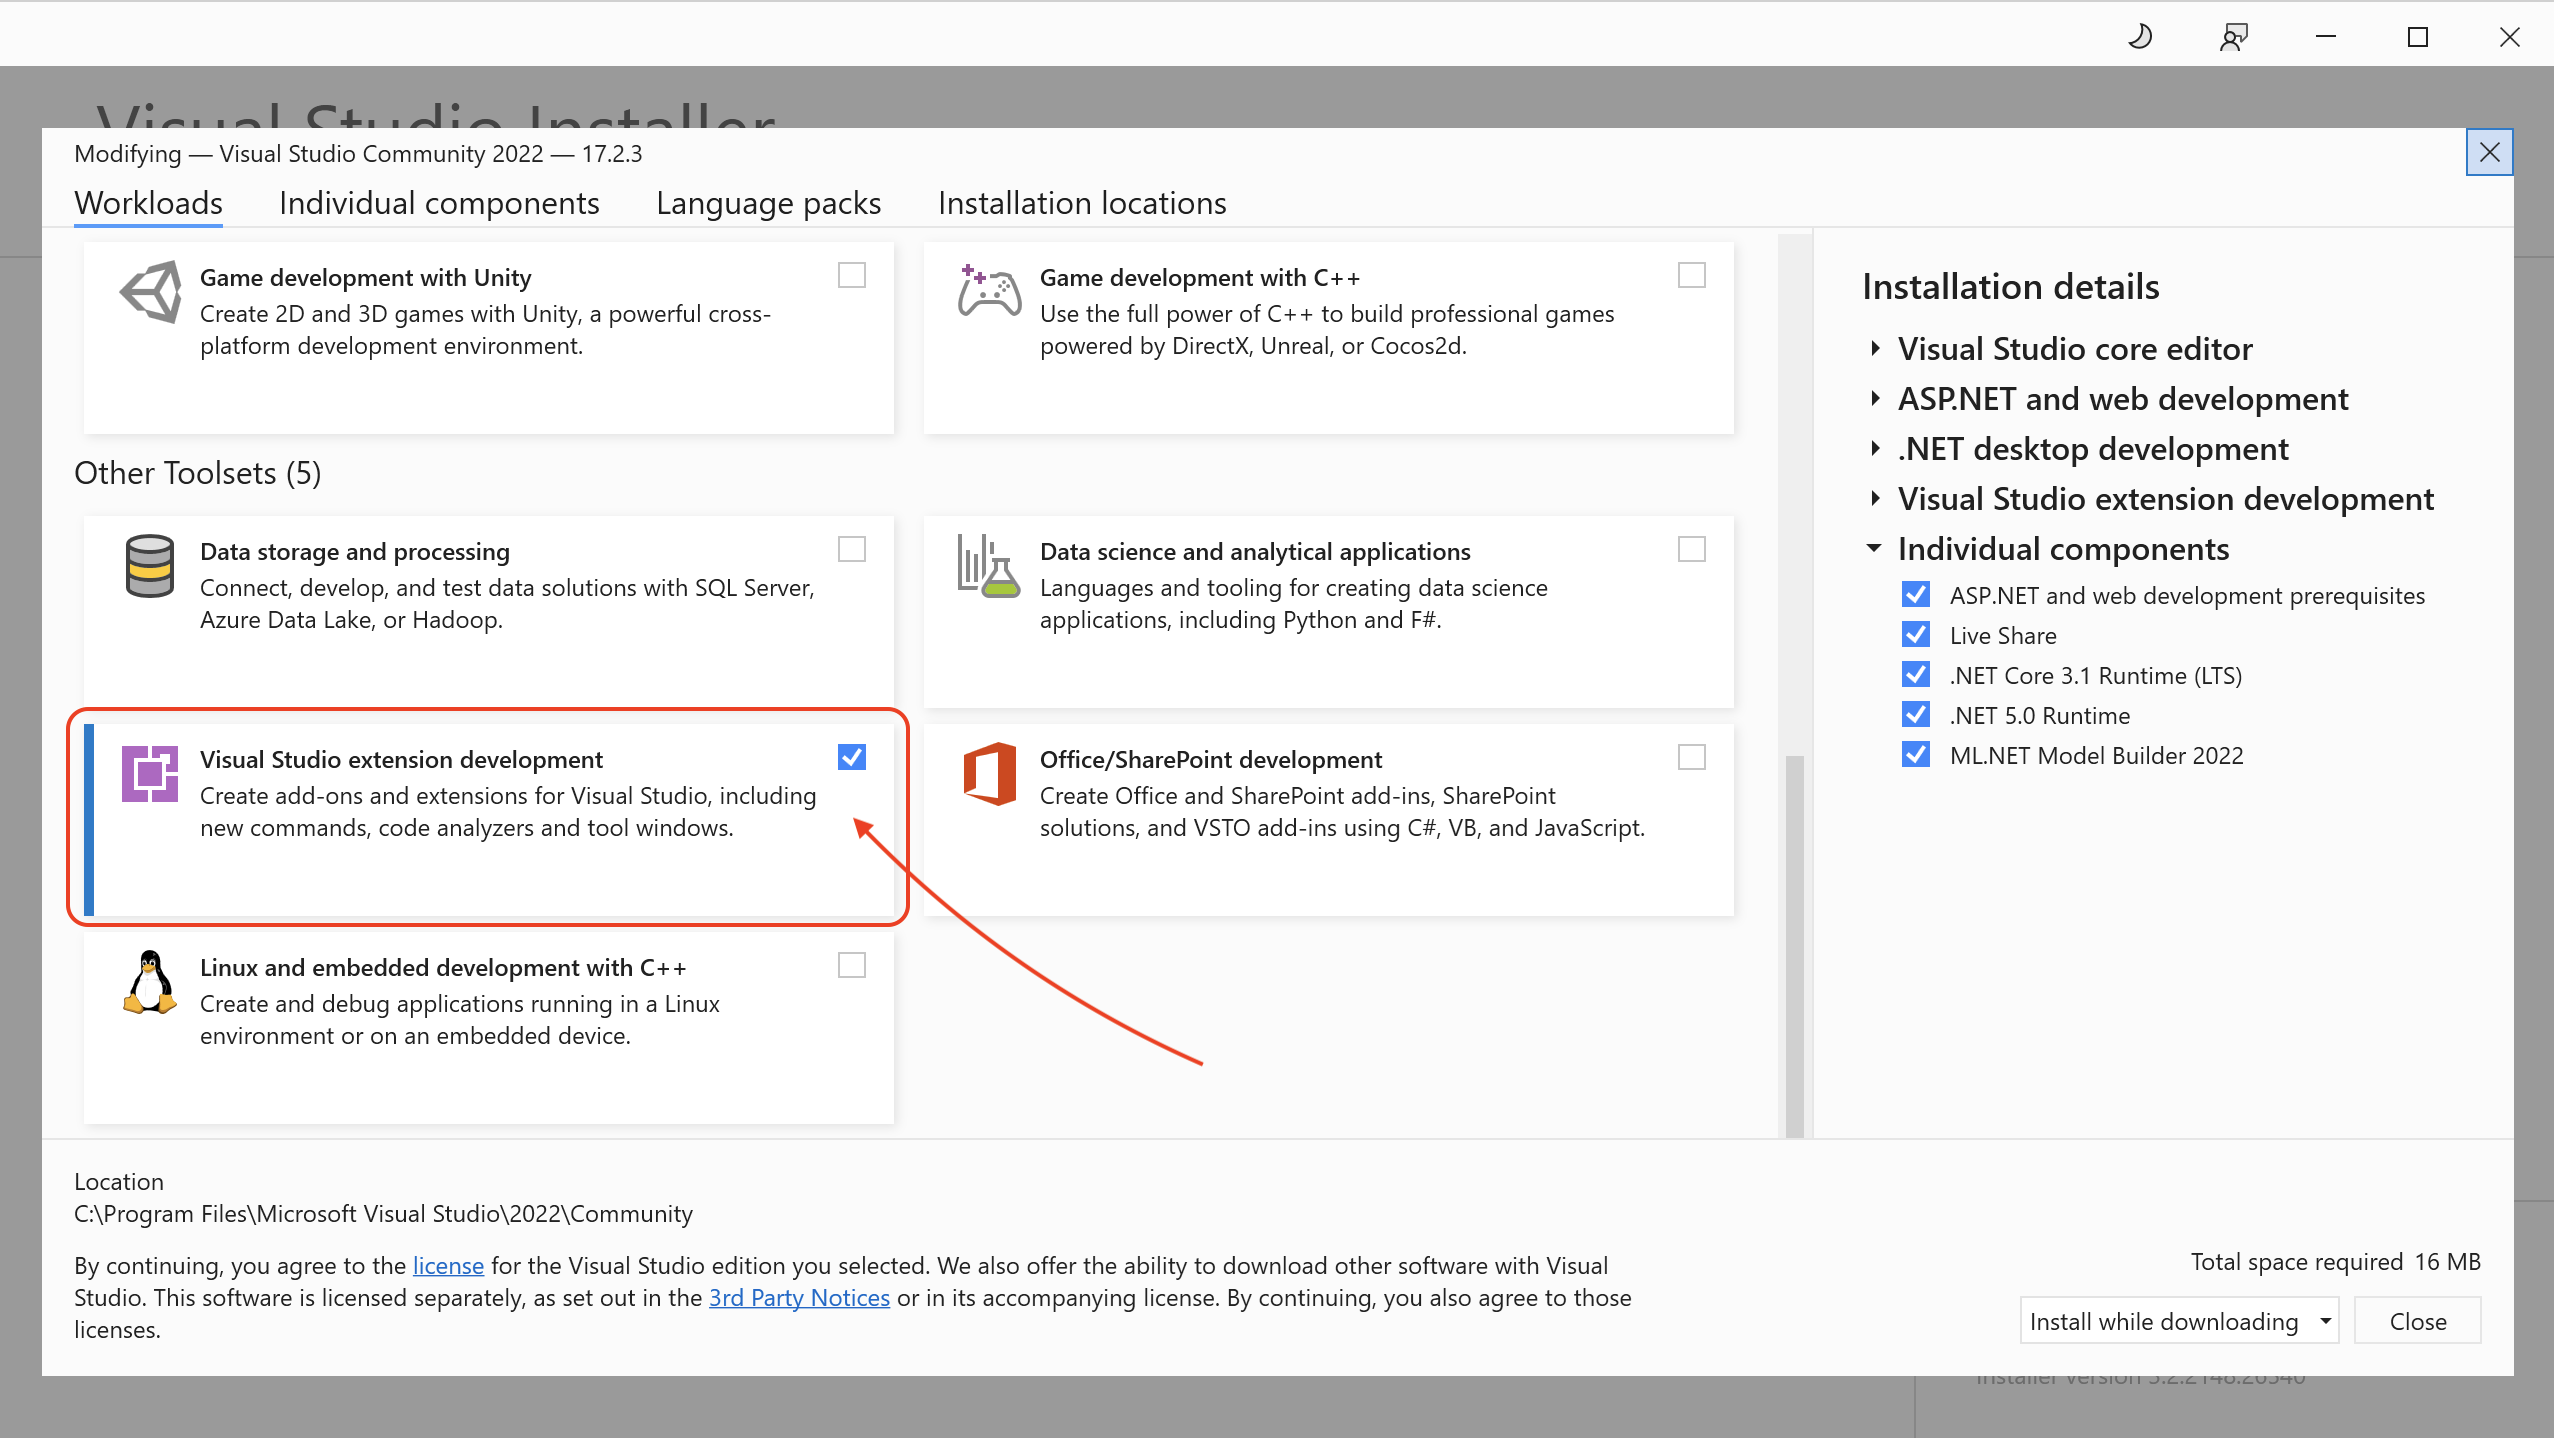 Visual Studio Installer
Modifying — Visual Studio Community 2022 — 17.2.3
Workloads
Individual components
Language packs
Installation locations
Game development with Unity
Create 2D and 3D games with Unity, a powerful cross-
platform development environment.
Game development with C++
Use the full power of C++ to build professional games
powered by DirectX, Unreal, or Cocos2d.
Other Toolsets (5)
Data storage and processing
Connect, develop, and test data solutions with SQL Server,
Azure Data Lake, or Hadoop.
Data science and analytical applications
Languages and tooling for creating data science
applications, including Python and F#.
Visual Studio extension development
Create add-ons and extensions for Visual Studio, including
new commands, code analyzers and tool windows.
Office/SharePoint development
Create Office and SharePoint add-ins, SharePoint
solutions, and VSTO add-ins using C#, VB, and JavaScript.
Linux and embedded development with C++
Create and debug applications running in a Linux
environment or on an embedded device.
Installation details
Visual Studio core editor
ASP.NET and web development
.NET desktop development
Visual Studio extension development
Individual components
ASP.NET and web development prerequisites
Live Share
.NET Core 3.1 Runtime (LTS)
.NET 5.0 Runtime
ML.NET Model Builder 2022
Location
C:\Program Files\Microsoft Visual Studio\2022\Community
By continuing, you agree to the license for the Visual Studio edition you selected. We also offer the ability to download other software with Visual
Studio. This software is licensed separately, as set out in the 3rd Party Notices or in its accompanying license. By continuing, you also agree to those
licenses.
Total space required 16 MB
Install while downloading
Close
Installer version